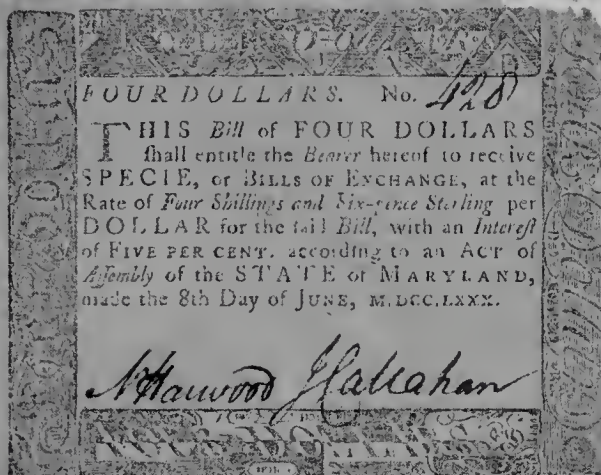 FOUR DOLLARS. No. 428
THIS Bill of FOUR DOLLARS
ſhall entitle the Bearer hereof to receive
SPECIE, or BILLS OF EXCHANGE, at the
Rate of Four Shillings and Six-pence Sterling per
DOLLAR for the ſaid Bill, with an Intereſt
of FIVE PER CENT. according to an ACT of
Aſſembly of the STATE of MARYLAND,
made the 8th Day of JUNE, M,DCC,LXXX.
N Harwood J Callahan